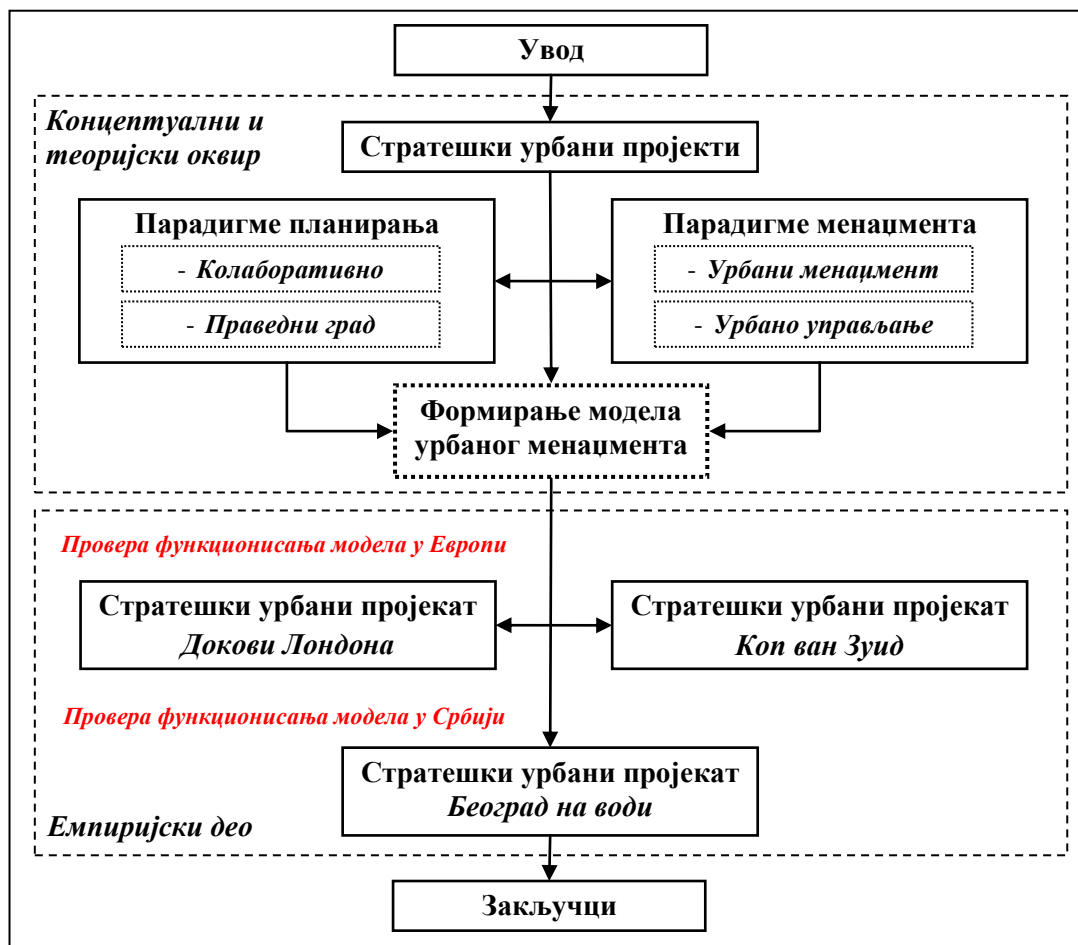 Увод
Концептуални и
теоријски оквир
Стратешки урбани пројекти
Парадигме планирања
- Колаборативно
- Праведни град
Парадигме менаџмента
- Урбани менаџмент
- Урбано управљање
Формирање модела
урбаног менаџмента
Провера функционисања модела у Европи
Стратешки урбани пројекат
Докови Лондона
Стратешки урбани пројекат
Коп ван Зуид
Провера функционисања модела у Србији
Стратешки урбани пројекат
Београд на води
Емпиријски део
Закључци